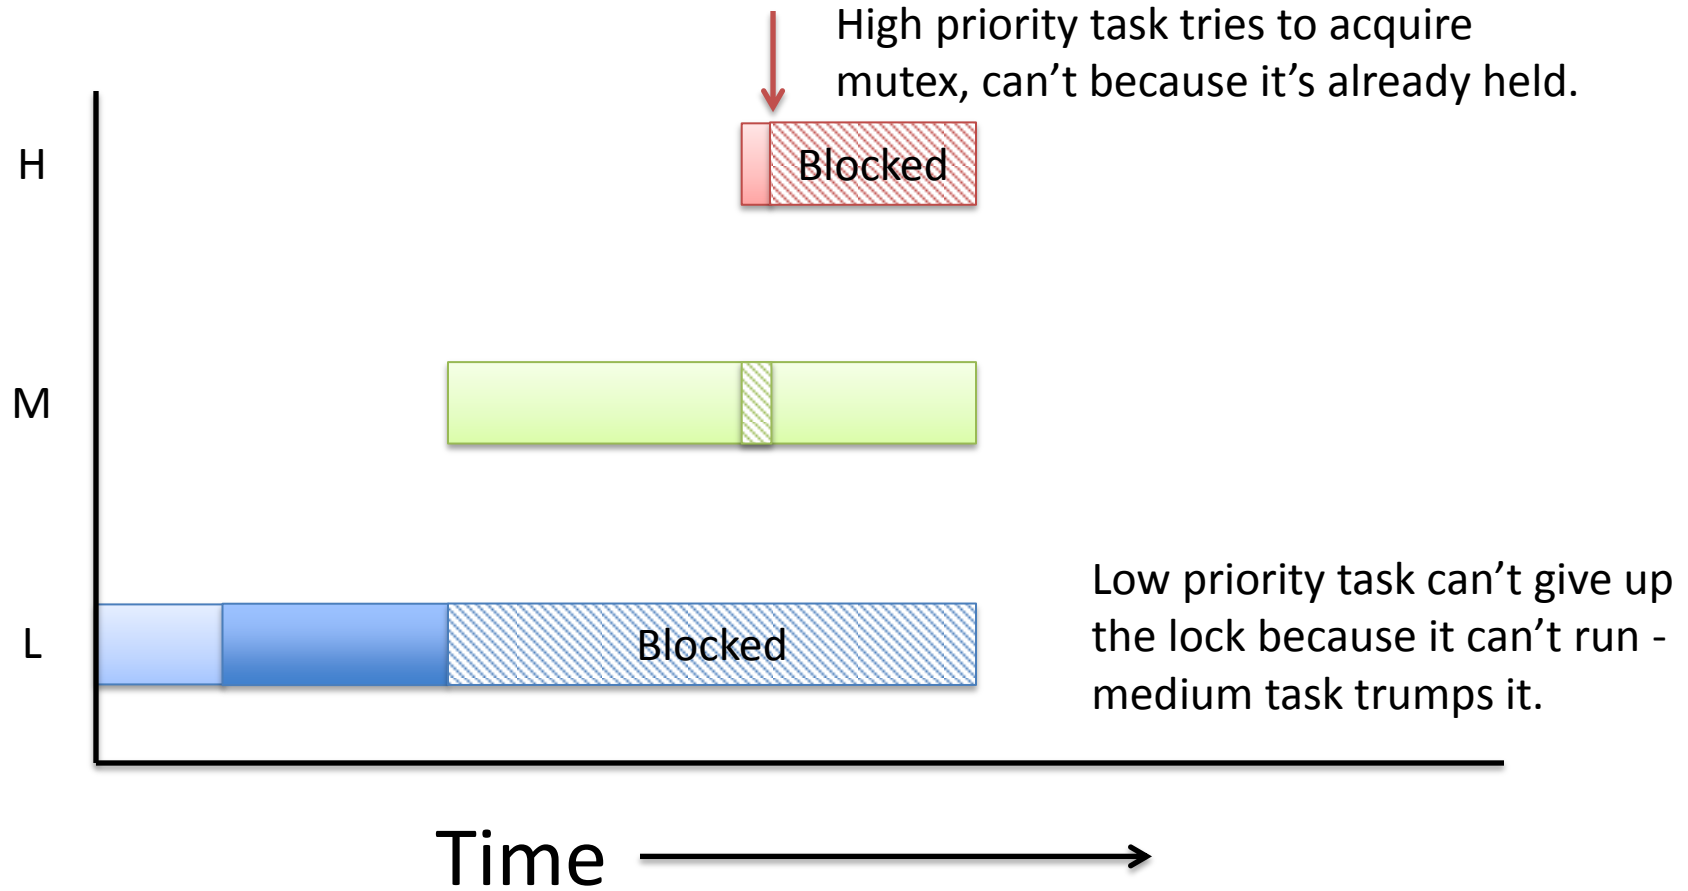 High priority task tries to acquire
mutex, can’t because it’s already held.
H
Blocked
M
L
Blocked
Low priority task can’t give up
the lock because it can’t run -
medium task trumps it.
Time